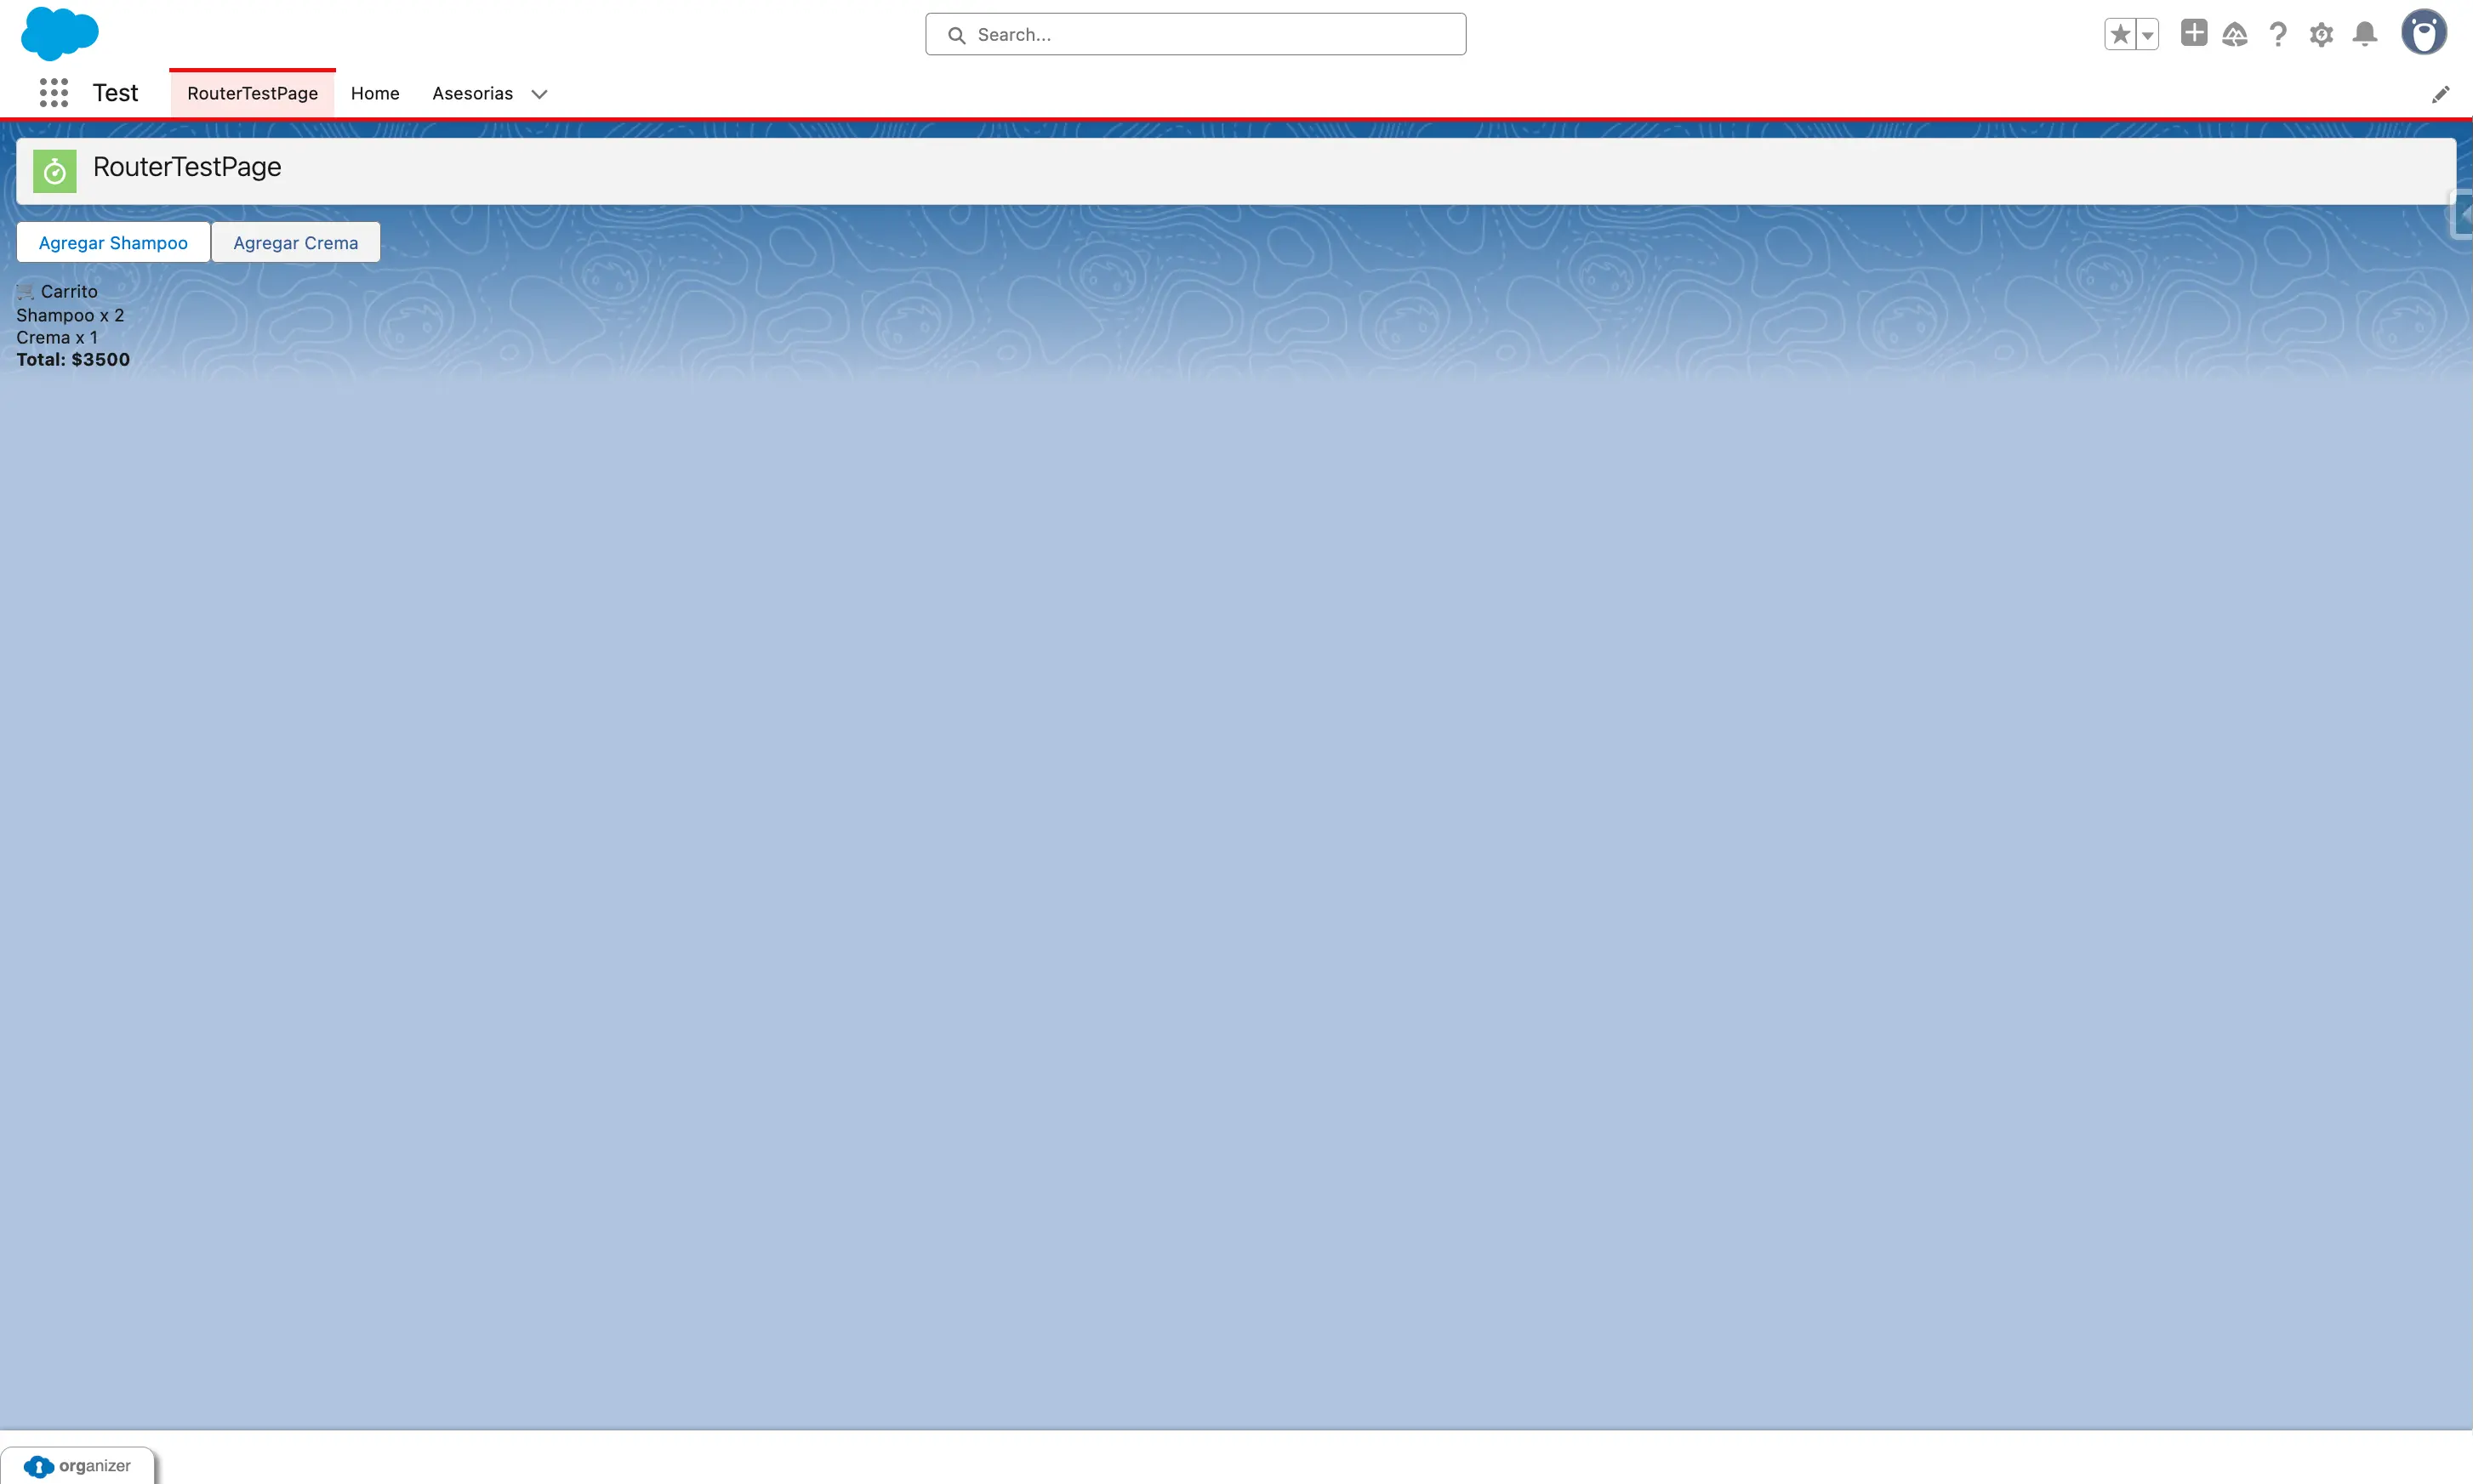 Search...
Test RouterTestPage Home Asesorias
RouterTestPage
Agregar Shampoo Agregar Crema
🛒 Carrito
Shampoo x 2
Crema x 1
Total: $3500
organizer